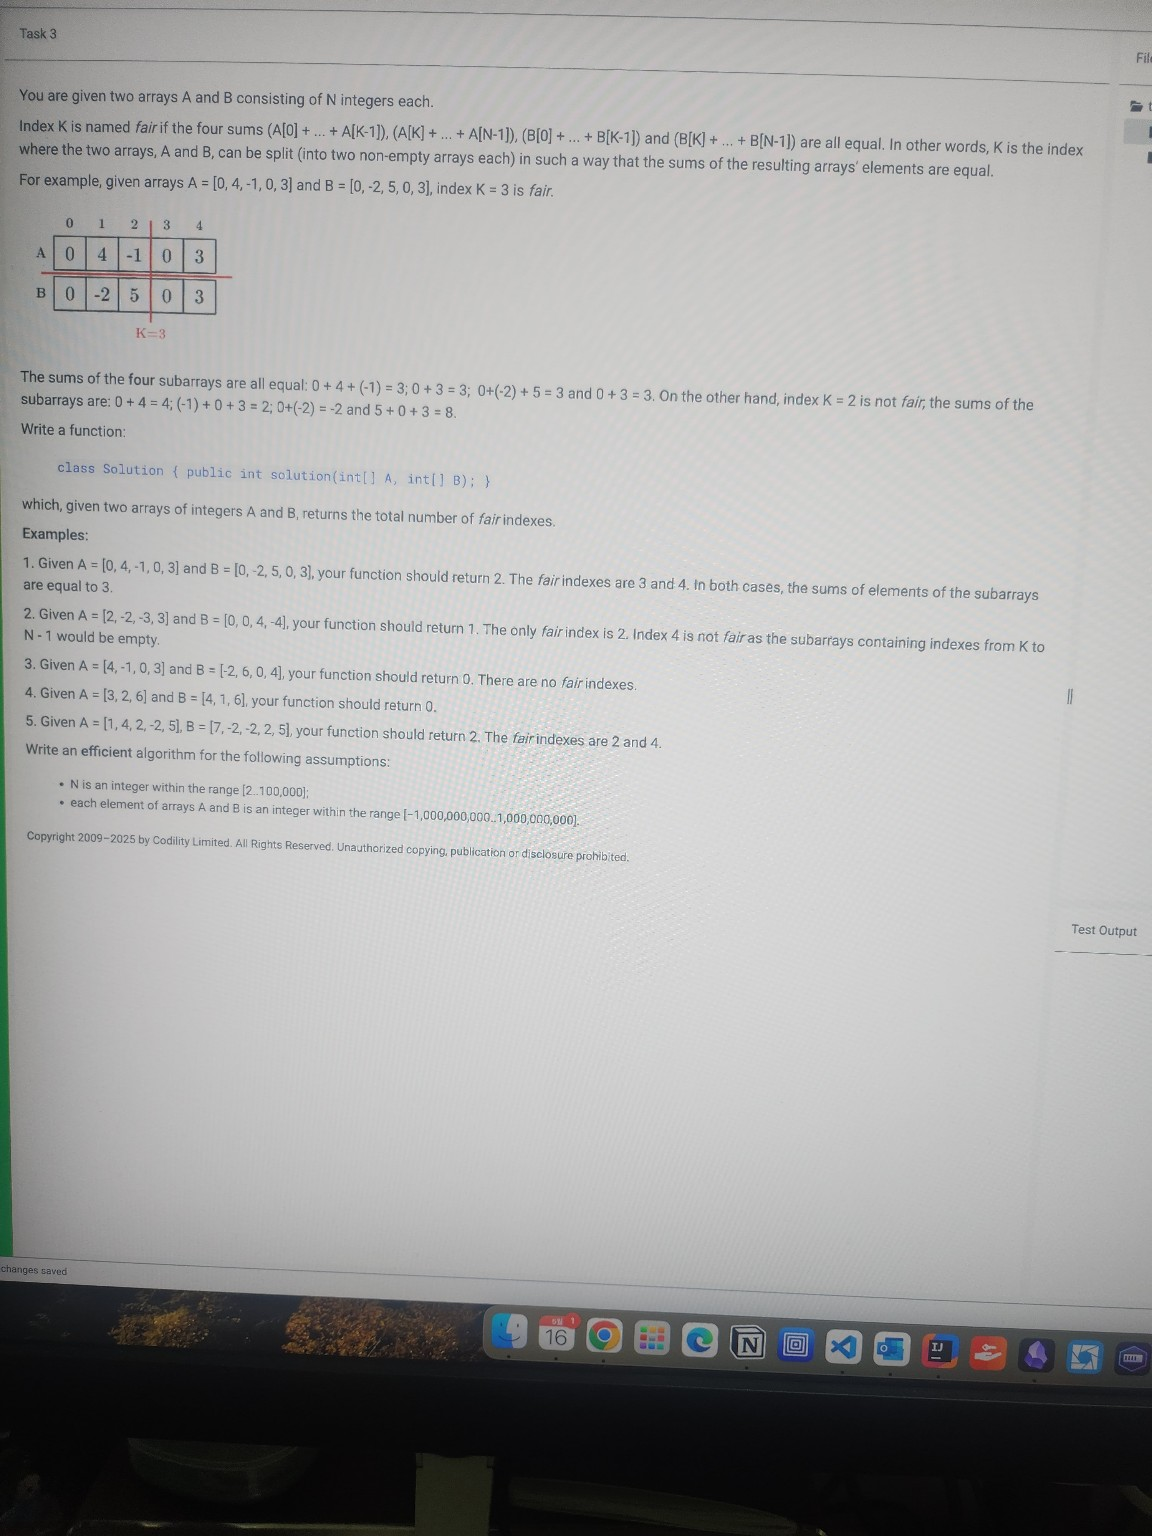 Task 3
You are given two arrays A and B consisting of N integers each.
Index K is named fair if the four sums (A[0] + ... + A[K-1]), (A[K] + ... + A[N-1]), (B[0] + ... + B[K-1]) and (B[K] + ... + B[N-1]) are all equal. In other words, K is the index
where the two arrays, A and B, can be split (into two non-empty arrays each) in such a way that the sums of the resulting arrays' elements are equal.
For example, given arrays A = [0, 4, -1, 0, 3] and B = [0, -2, 5, 0, 3], index K = 3 is fair.
0 1 2 3 4
A 0 4 -1 0 3
B 0 -2 5 0 3
K=3
The sums of the four subarrays are all equal: 0 + 4 + (-1) = 3; 0 + 3 = 3; 0+(-2) + 5 = 3 and 0 + 3 = 3. On the other hand, index K = 2 is not fair, the sums of the
subarrays are: 0 + 4 = 4; (-1) + 0 + 3 = 2; 0+(-2) = -2 and 5 + 0 + 3 = 8.
Write a function:
class Solution { public int solution(int[] A, int[] B); }
which, given two arrays of integers A and B, returns the total number of fair indexes.
Examples:
1. Given A = [0, 4, -1, 0, 3] and B = [0, -2, 5, 0, 3], your function should return 2. The fair indexes are 3 and 4. In both cases, the sums of elements of the subarrays
are equal to 3.
2. Given A = [2, -2, -3, 3] and B = [0, 0, 4, -4], your function should return 1. The only fair index is 2. Index 4 is not fair as the subarrays containing indexes from K to
N - 1 would be empty.
3. Given A = [4, -1, 0, 3] and B = [-2, 6, 0, 4], your function should return 0. There are no fair indexes.
4. Given A = [3, 2, 6] and B = [4, 1, 6], your function should return 0.
5. Given A = [1, 4, 2, -2, 5], B = [7, -2, -2, 2, 5], your function should return 2. The fair indexes are 2 and 4.
Write an efficient algorithm for the following assumptions:
• N is an integer within the range [2..100,000];
• each element of arrays A and B is an integer within the range [-1,000,000,000..1,000,000,000].
Copyright 2009–2025 by Codility Limited. All Rights Reserved. Unauthorized copying, publication or disclosure prohibited.
Test Output
changes saved
16
N
IJ